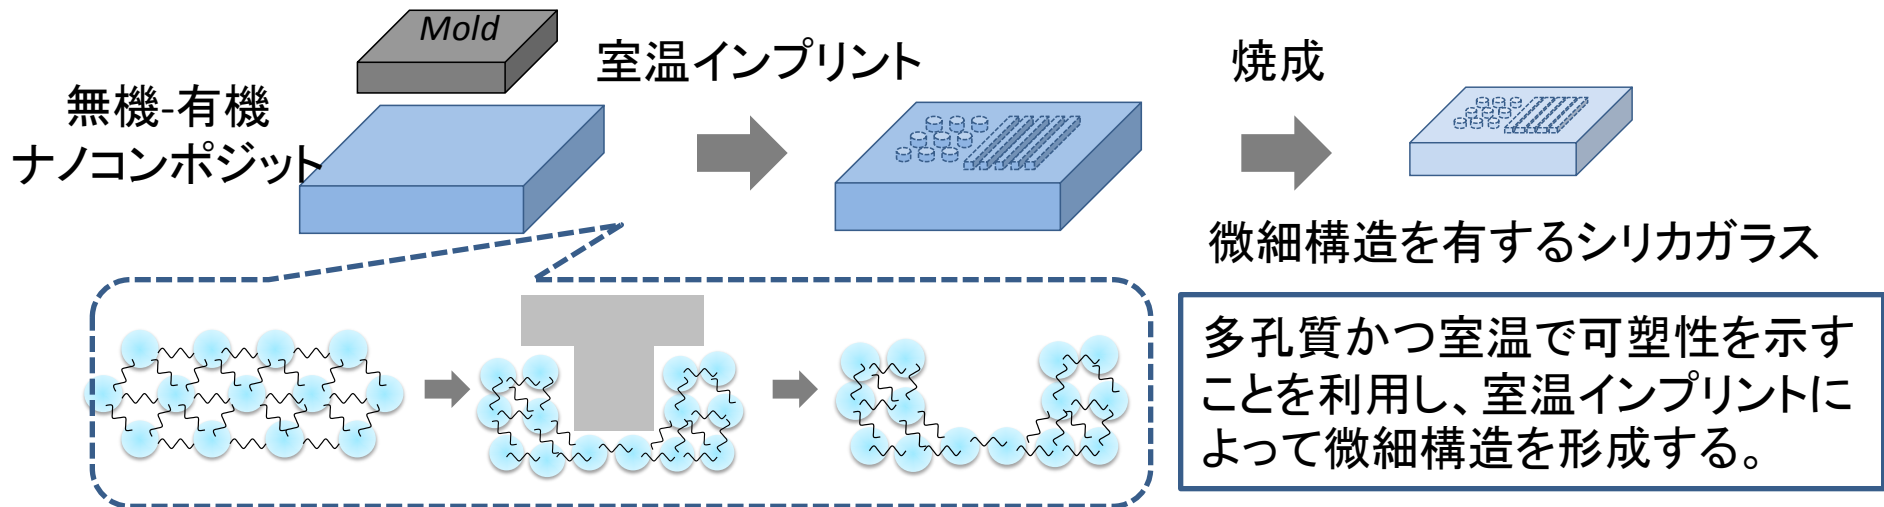 Mold
無機-有機
ナノコンポジット
室温インプリント
焼成
微細構造を有するシリカガラス
多孔質かつ室温で可塑性を示す
ことを利用し、室温インプリントに
よって微細構造を形成する。